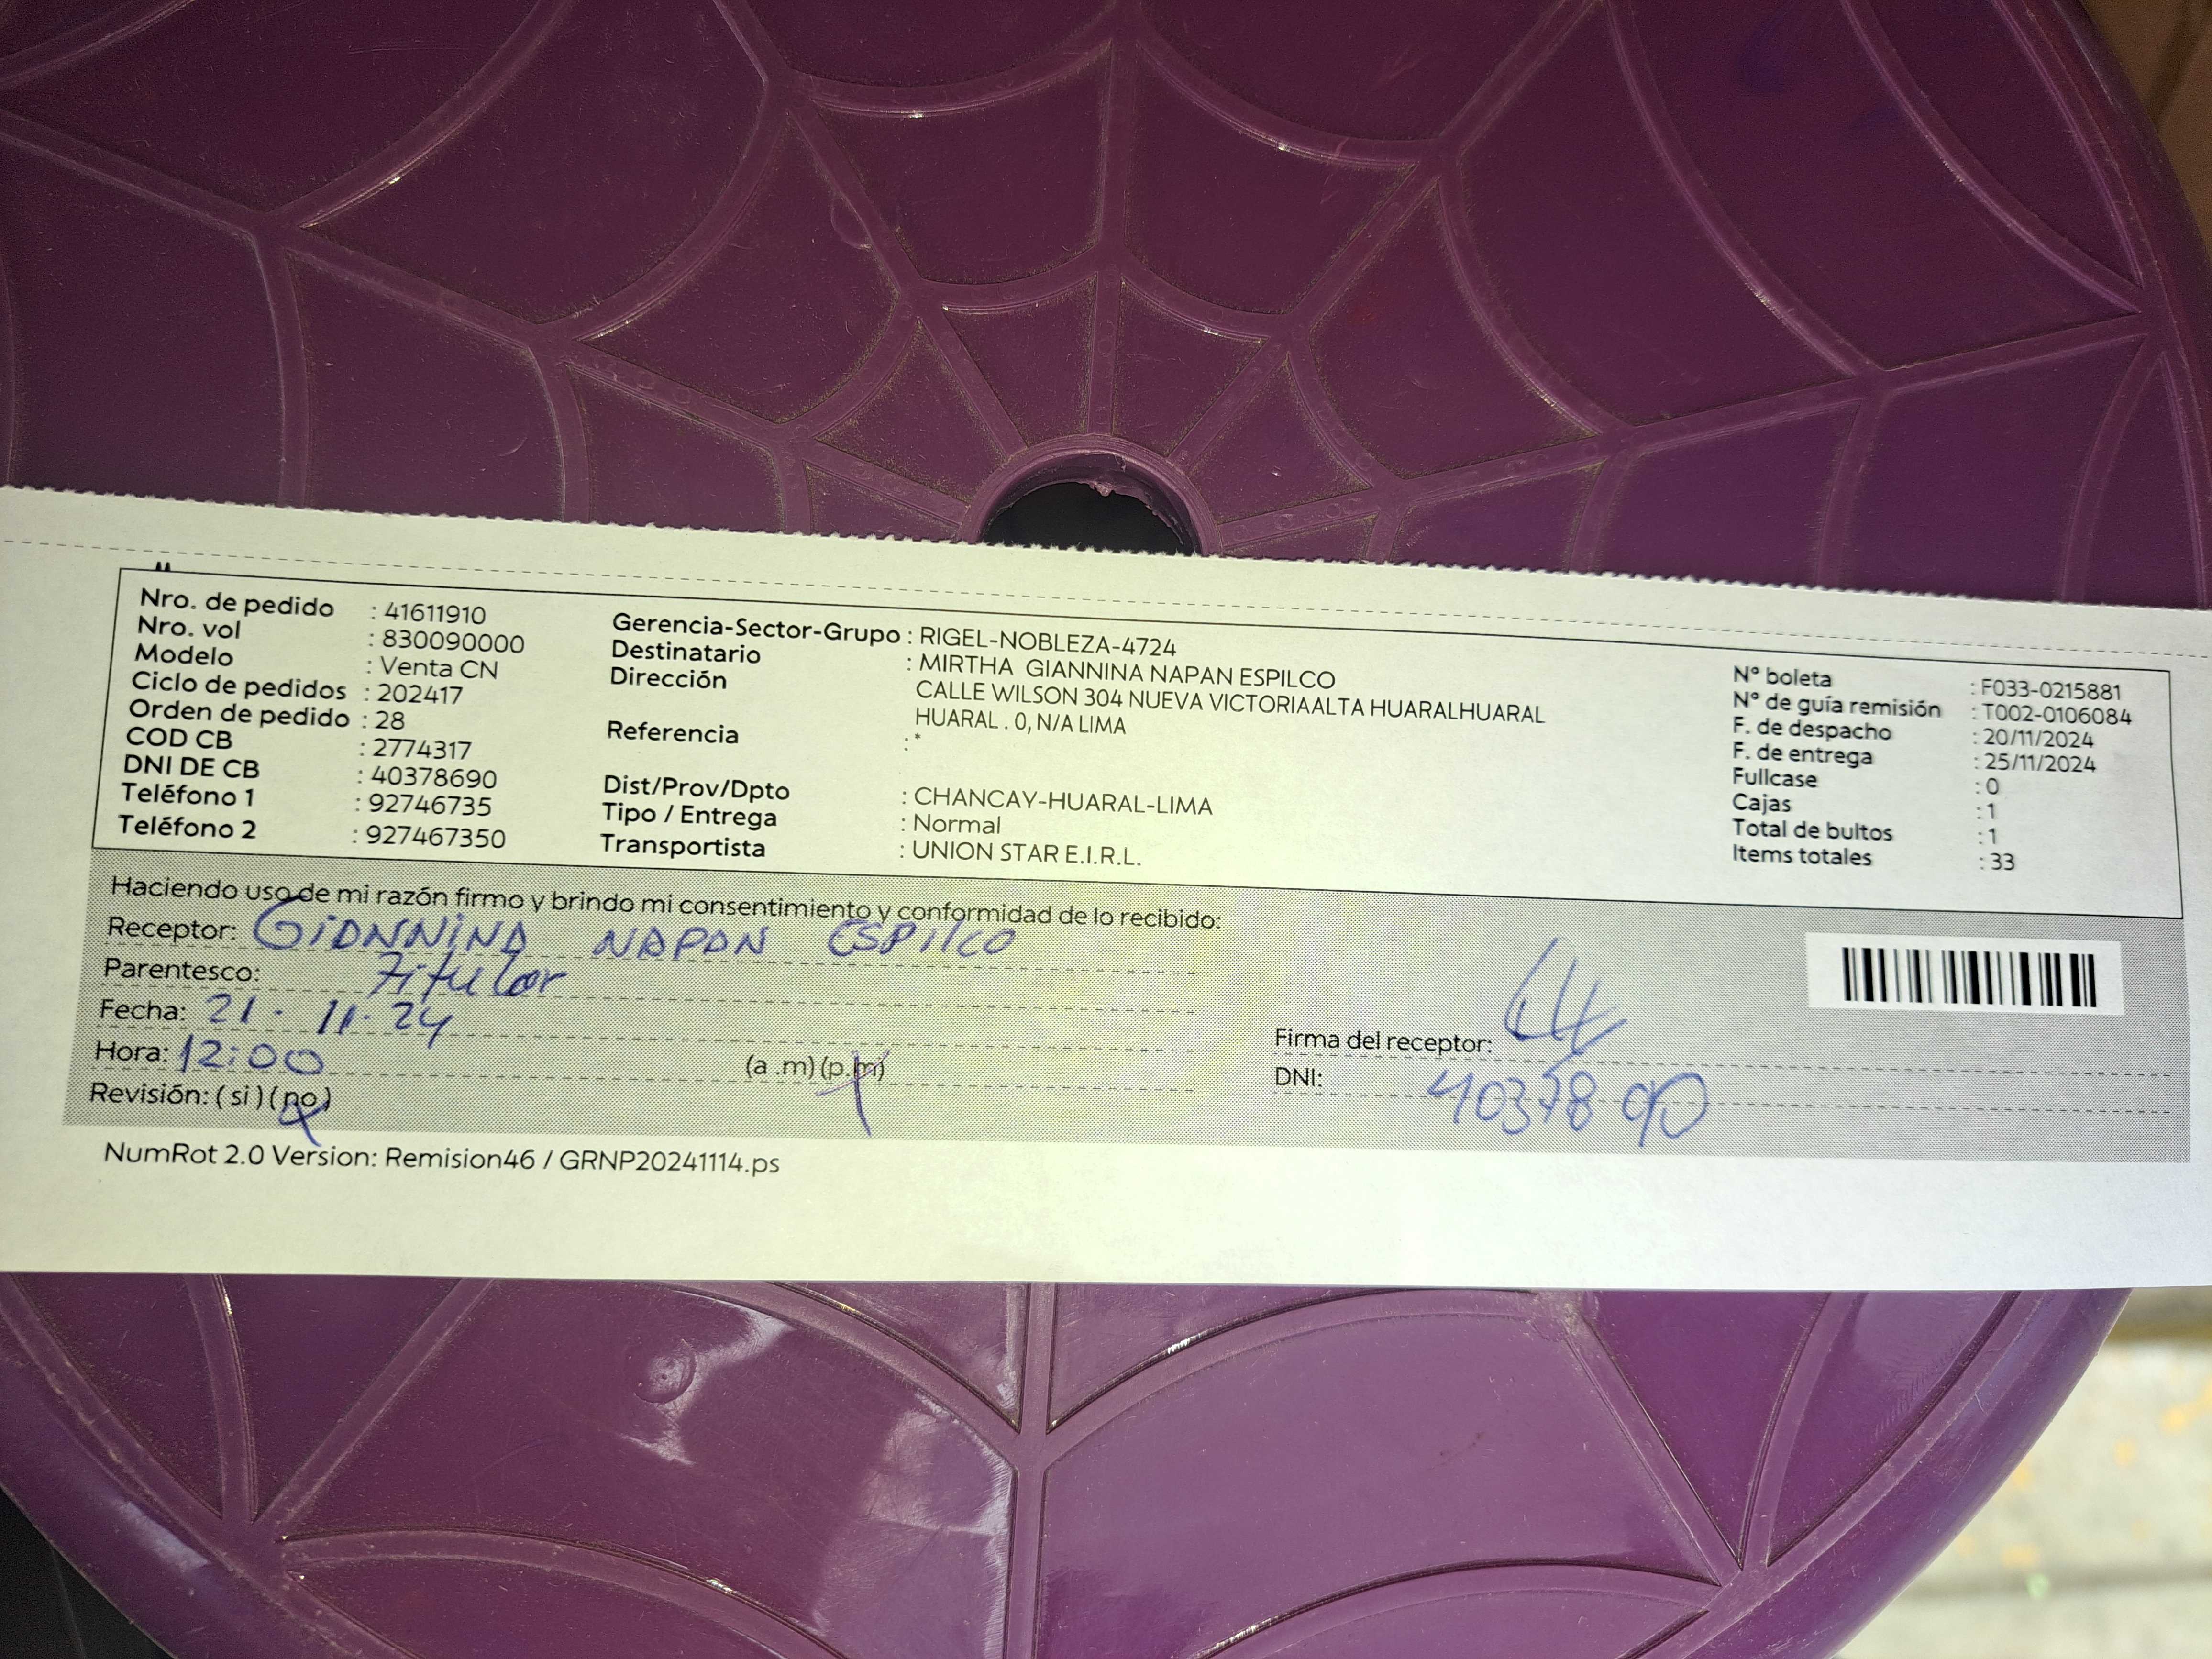 Nro. de pedido : 41611910
Nro. vol : 830090000
Modelo : Venta CN
Ciclo de pedidos : 202417
Orden de pedido : 28
COD CB : 2774317
DNI DE CB : 40378690
Teléfono 1 : 92746735
Teléfono 2 : 927467350
Gerencia-Sector-Grupo : RIGEL-NOBLEZA-4724
Destinatario : MIRTHA GIANNINA NAPAN ESPILCO
Dirección CALLE WILSON 304 NUEVA VICTORIAALTA HUARALHUARAL
HUARAL . 0, N/A LIMA
Referencia : *
Dist/Prov/Dpto : CHANCAY-HUARAL-LIMA
Tipo / Entrega : Normal
Transportista : UNION STAR E.I.R.L.
N° boleta : F033-0215881
N° de guía remisión : T002-0106084
F. de despacho : 20/11/2024
F. de entrega : 25/11/2024
Fullcase : 0
Cajas : 1
Total de bultos : 1
Items totales : 33
Haciendo uso de mi razón firmo y brindo mi consentimiento y conformidad de lo recibido:
Receptor: GIANNINA NAPAN ESPILCO
Parentesco: Titular
Fecha: 21 . 11 . 24
Hora: 12:00 (a .m) (p.m)
Revisión: ( si ) ( no )
Firma del receptor:
DNI:
NumRot 2.0 Version: Remision46 / GRNP20241114.ps